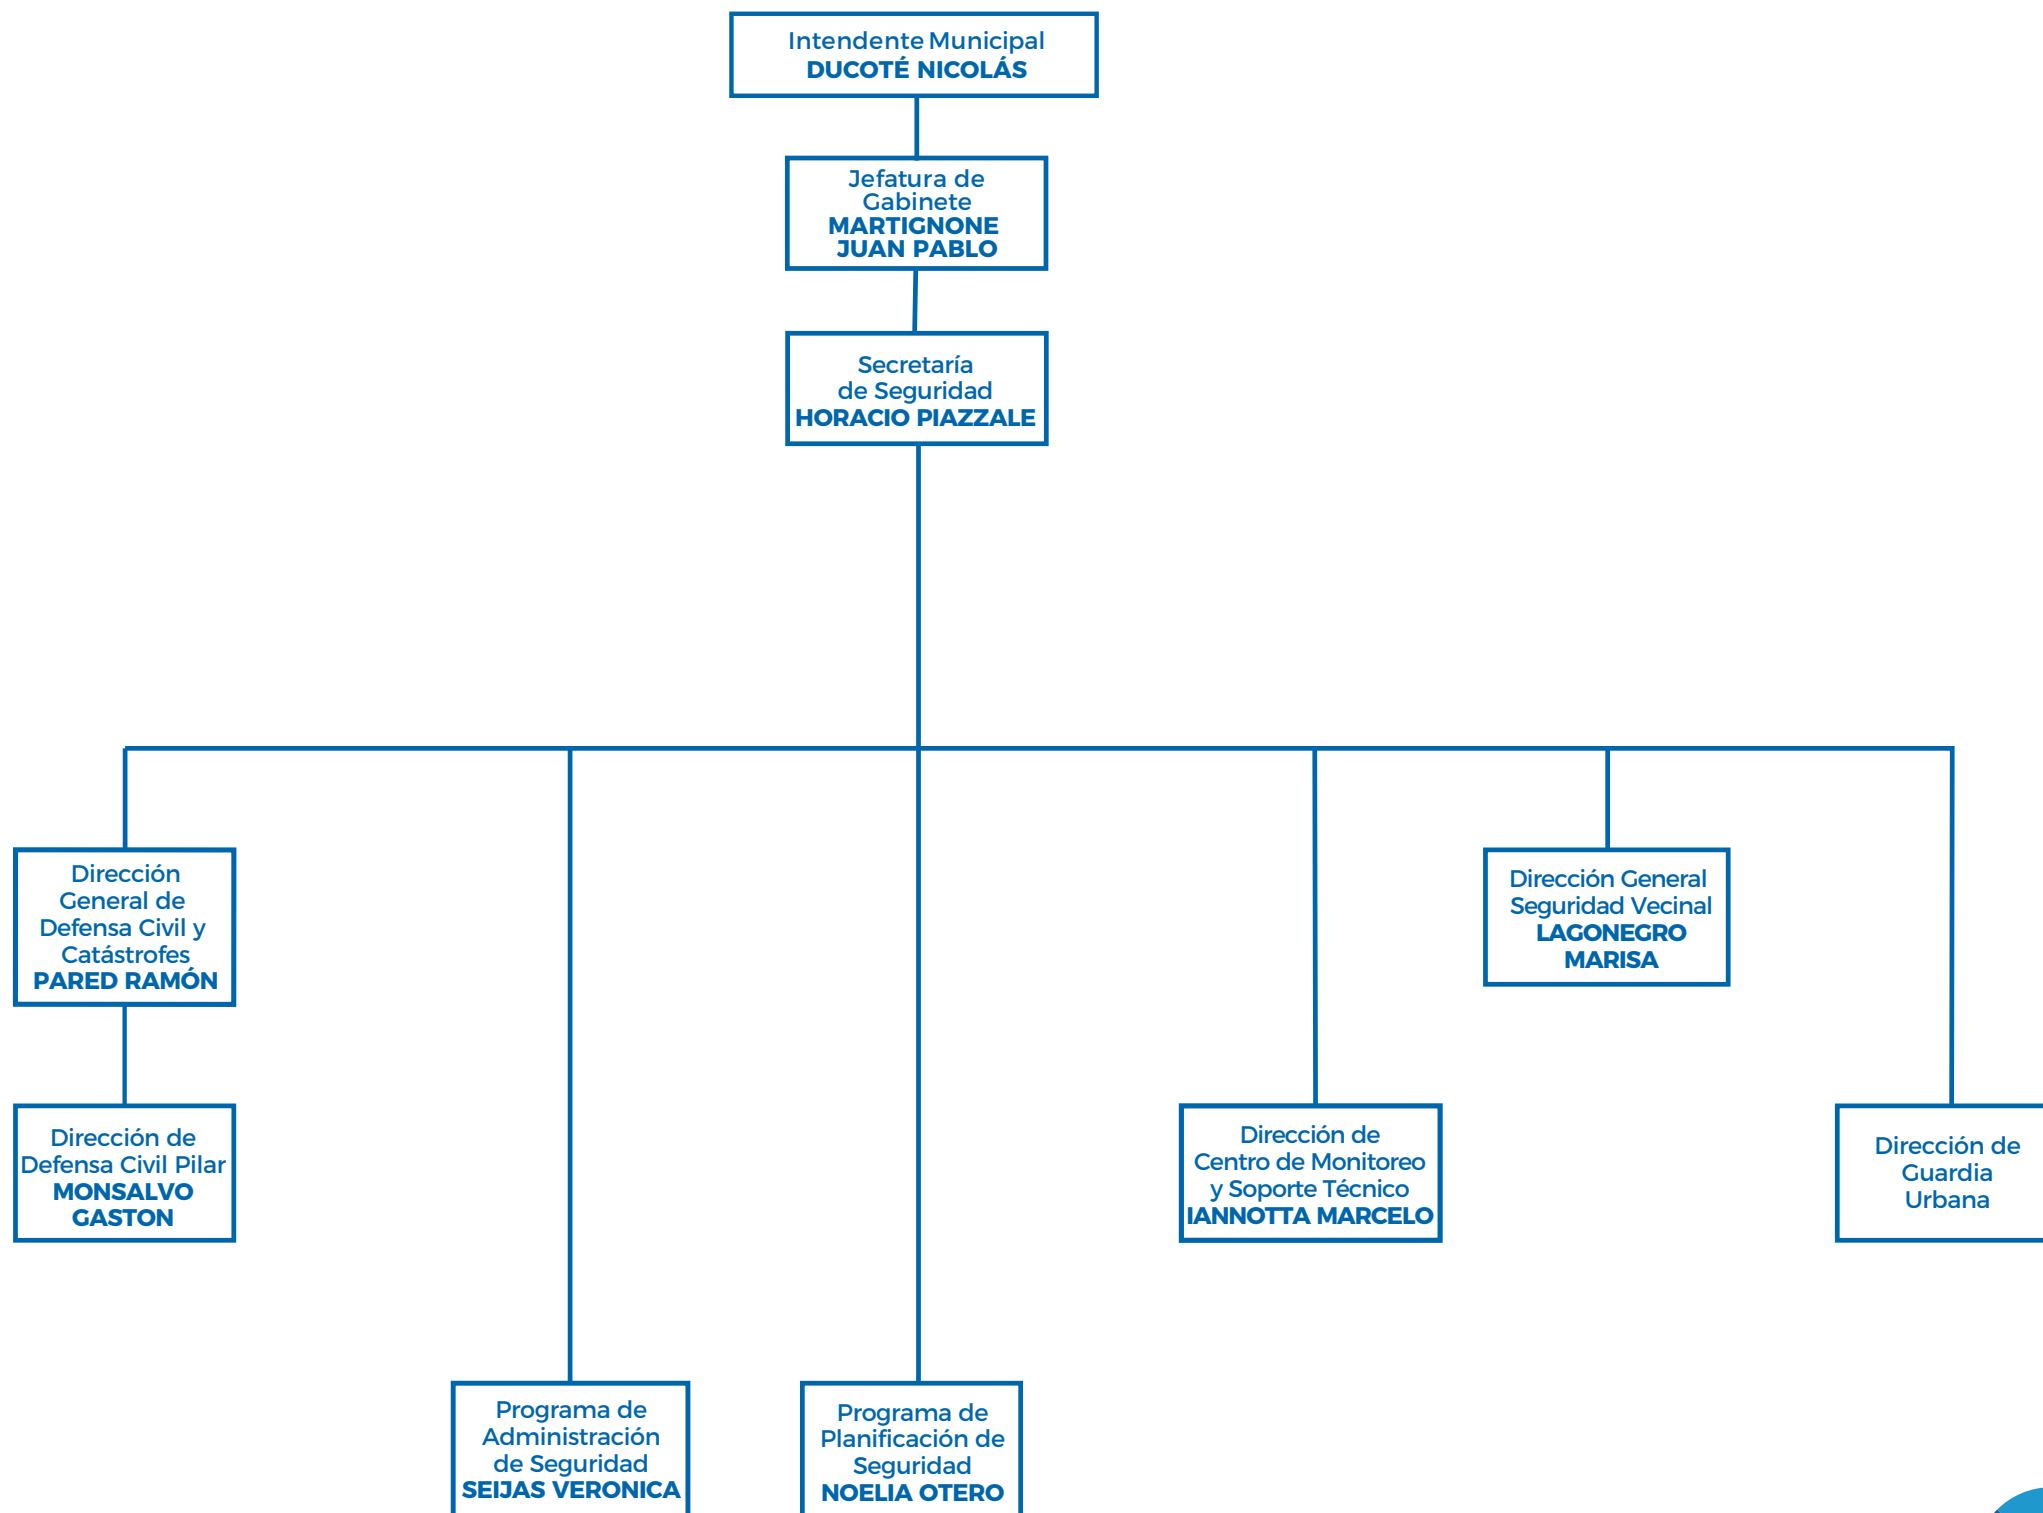 Intendente Municipal
DUCOTÉ NICOLÁS
Jefatura de
Gabinete
MARTIGNONE
JUAN PABLO
Secretaría
de Seguridad
HORACIO PIAZZALE
Dirección
General de
Defensa Civil y
Catástrofes
PARED RAMÓN
Dirección General
Seguridad Vecinal
LAGONEGRO
MARISA
Dirección de
Defensa Civil Pilar
MONSALVO
GASTON
Dirección de
Centro de Monitoreo
y Soporte Técnico
IANNOTTA MARCELO
Dirección de
Guardia
Urbana
Programa de
Administración
de Seguridad
SEIJAS VERONICA
Programa de
Planificación de
Seguridad
NOELIA OTERO